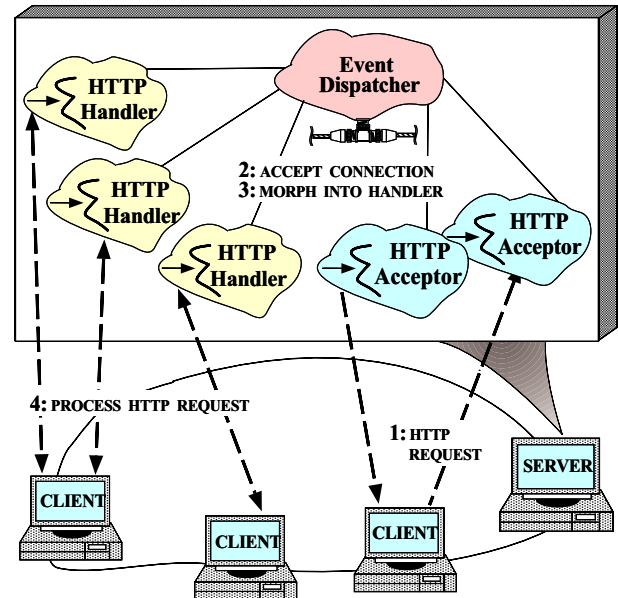 Event
Dispatcher
HTTP
Handler
2: ACCEPT CONNECTION
3: MORPH INTO HANDLER
HTTP
Handler
HTTP
Acceptor
HTTP
Handler
HTTP
Acceptor
4: PROCESS HTTP REQUEST
1: HTTP
REQUEST
SERVER
CLIENT
CLIENT
CLIENT